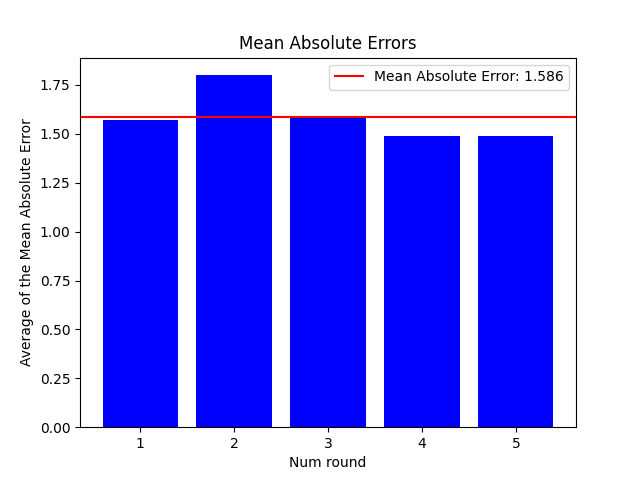 Mean Absolute Errors
Mean Absolute Error: 1.586
Average of the Mean Absolute Error
1.75
1.50
1.25
1.00
0.75
0.50
0.25
0.00
1 2 3 4 5
Num round